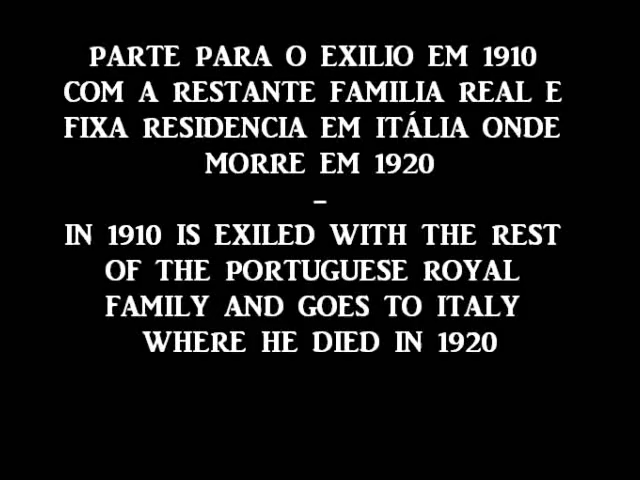 PARTE PARA O EXILIO EM 1910
COM A RESTANTE FAMILIA REAL E
FIXA RESIDENCIA EM ITÁLIA ONDE
MORRE EM 1920
–
IN 1910 IS EXILED WITH THE REST
OF THE PORTUGUESE ROYAL
FAMILY AND GOES TO ITALY
WHERE HE DIED IN 1920